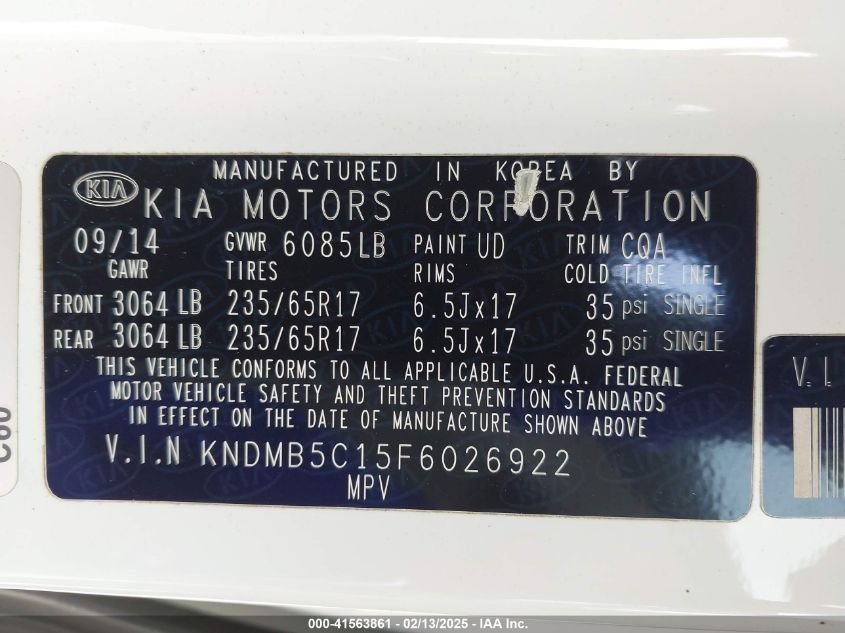 MANUFACTURED IN KOREA BY
KIA KIA MOTORS CORPORATION
09/14 GVWR 6085LB PAINT UD TRIM CQA
GAWR TIRES RIMS COLD TIRE INFL
FRONT 3064 LB 235/65R17 6.5Jx17 35 psi SINGLE
REAR 3064 LB 235/65R17 6.5Jx17 35 psi SINGLE
THIS VEHICLE CONFORMS TO ALL APPLICABLE U.S.A. FEDERAL
MOTOR VEHICLE SAFETY AND THEFT PREVENTION STANDARDS
IN EFFECT ON THE DATE OF MANUFACTURE SHOWN ABOVE
V.I.N KNDMB5C15F6026922
MPV
V.I
000-41563861 - 02/13/2025 - IAA Inc.